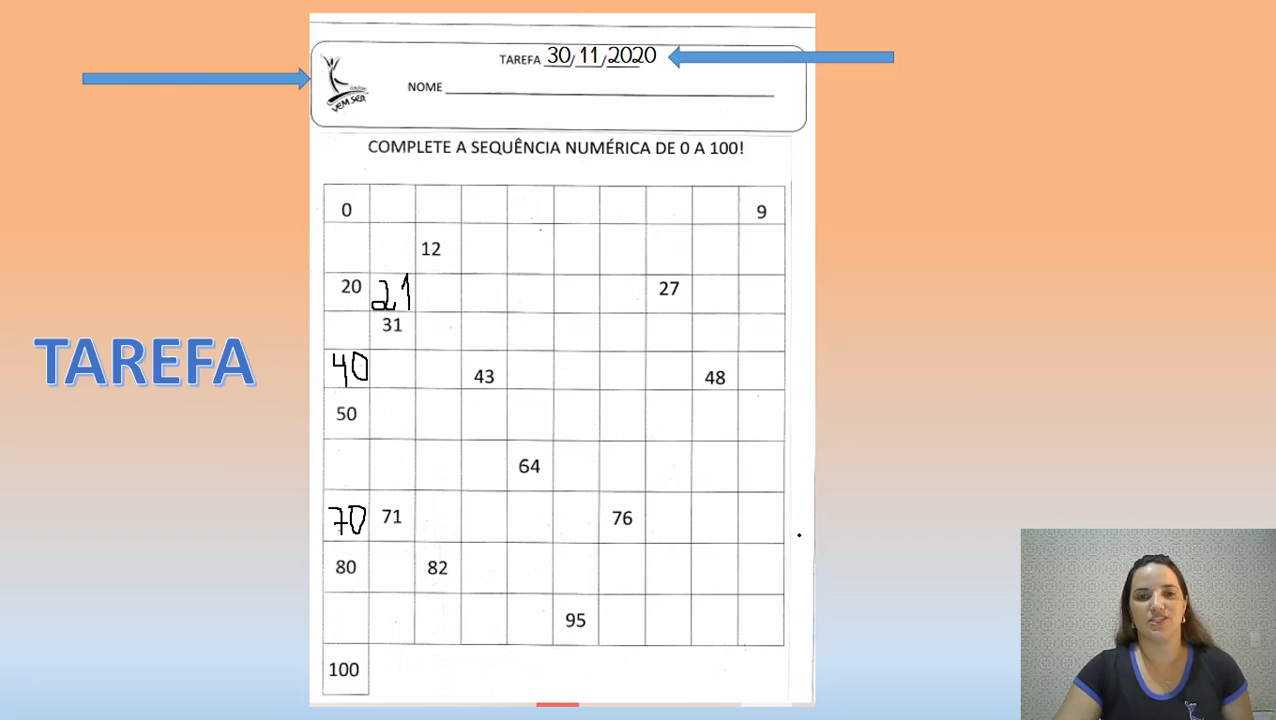 TAREFA 30/11/2020
VEM SER
NOME
COMPLETE A SEQUÊNCIA NUMÉRICA DE 0 A 100!
0 9
12
20 21 27
31
TAREFA
40 43 48
50
64
70 71 76
80 82
95
100